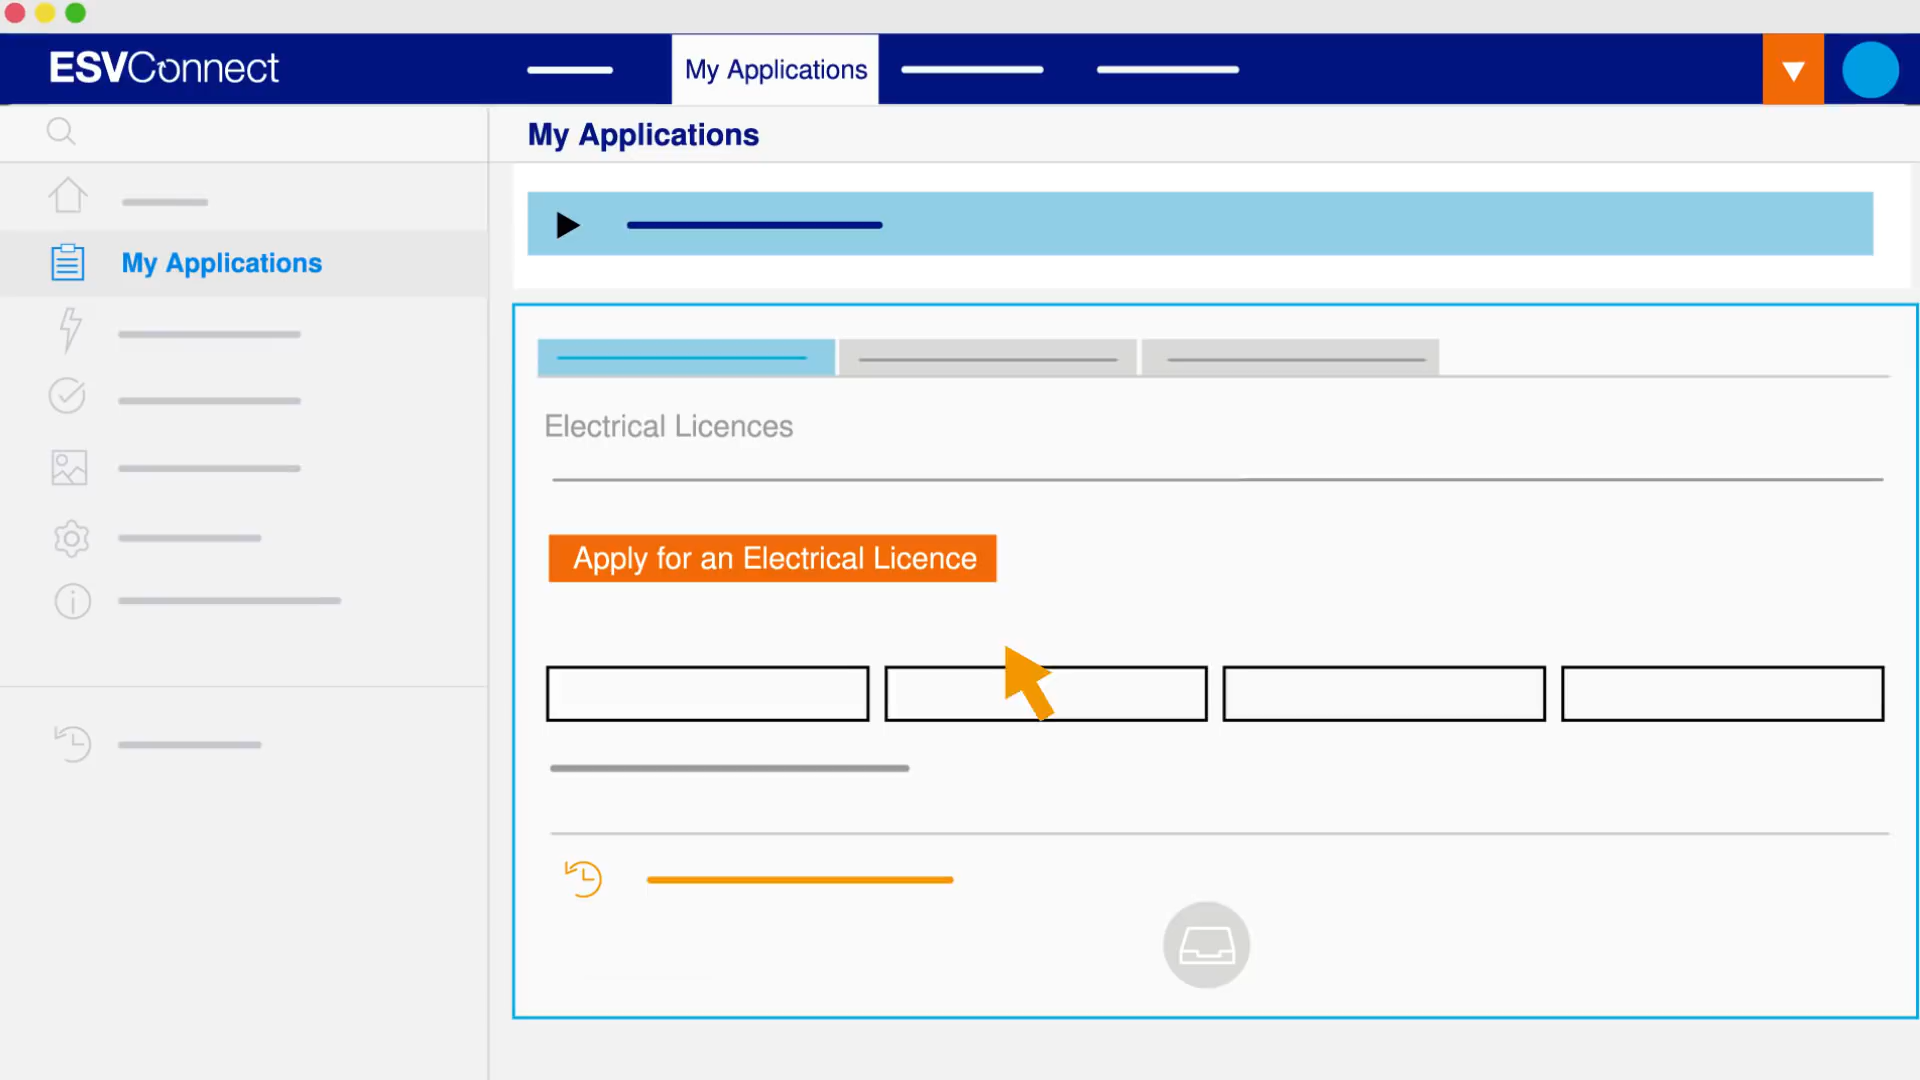 ESVConnect
My Applications
My Applications
My Applications
Electrical Licences
Apply for an Electrical Licence